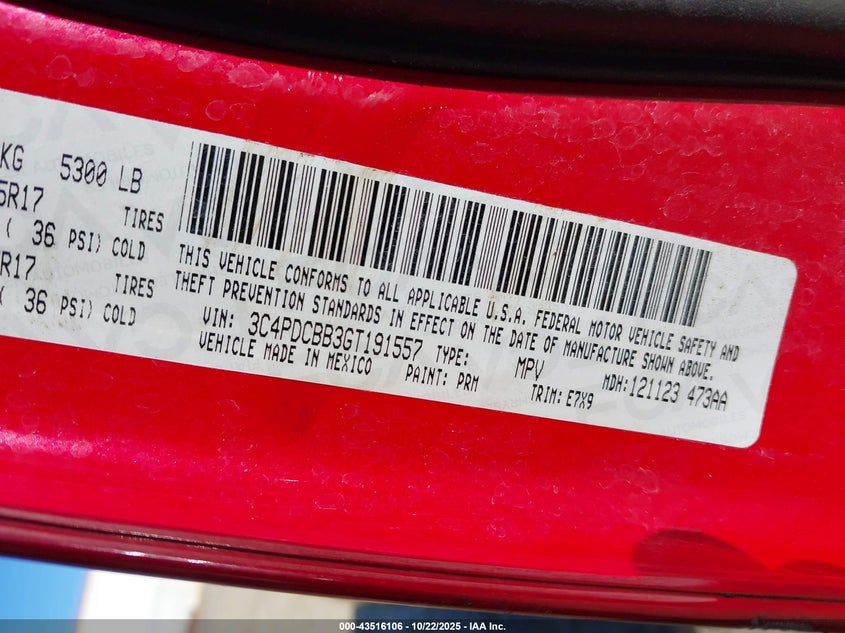 KG 5300 LB
5R17 TIRES
( 36 PSI) COLD
R17 TIRES
( 36 PSI) COLD
THIS VEHICLE CONFORMS TO ALL APPLICABLE U.S.A. FEDERAL MOTOR VEHICLE SAFETY AND
THEFT PREVENTION STANDARDS IN EFFECT ON THE DATE OF MANUFACTURE SHOWN ABOVE.
VIN: 3C4PDCBB3GT191557 TYPE: MPV MDH: 121123 473AA
VEHICLE MADE IN MEXICO PAINT: PRM TRIM: E7X9
000-43516106 - 10/22/2025 - IAA Inc.